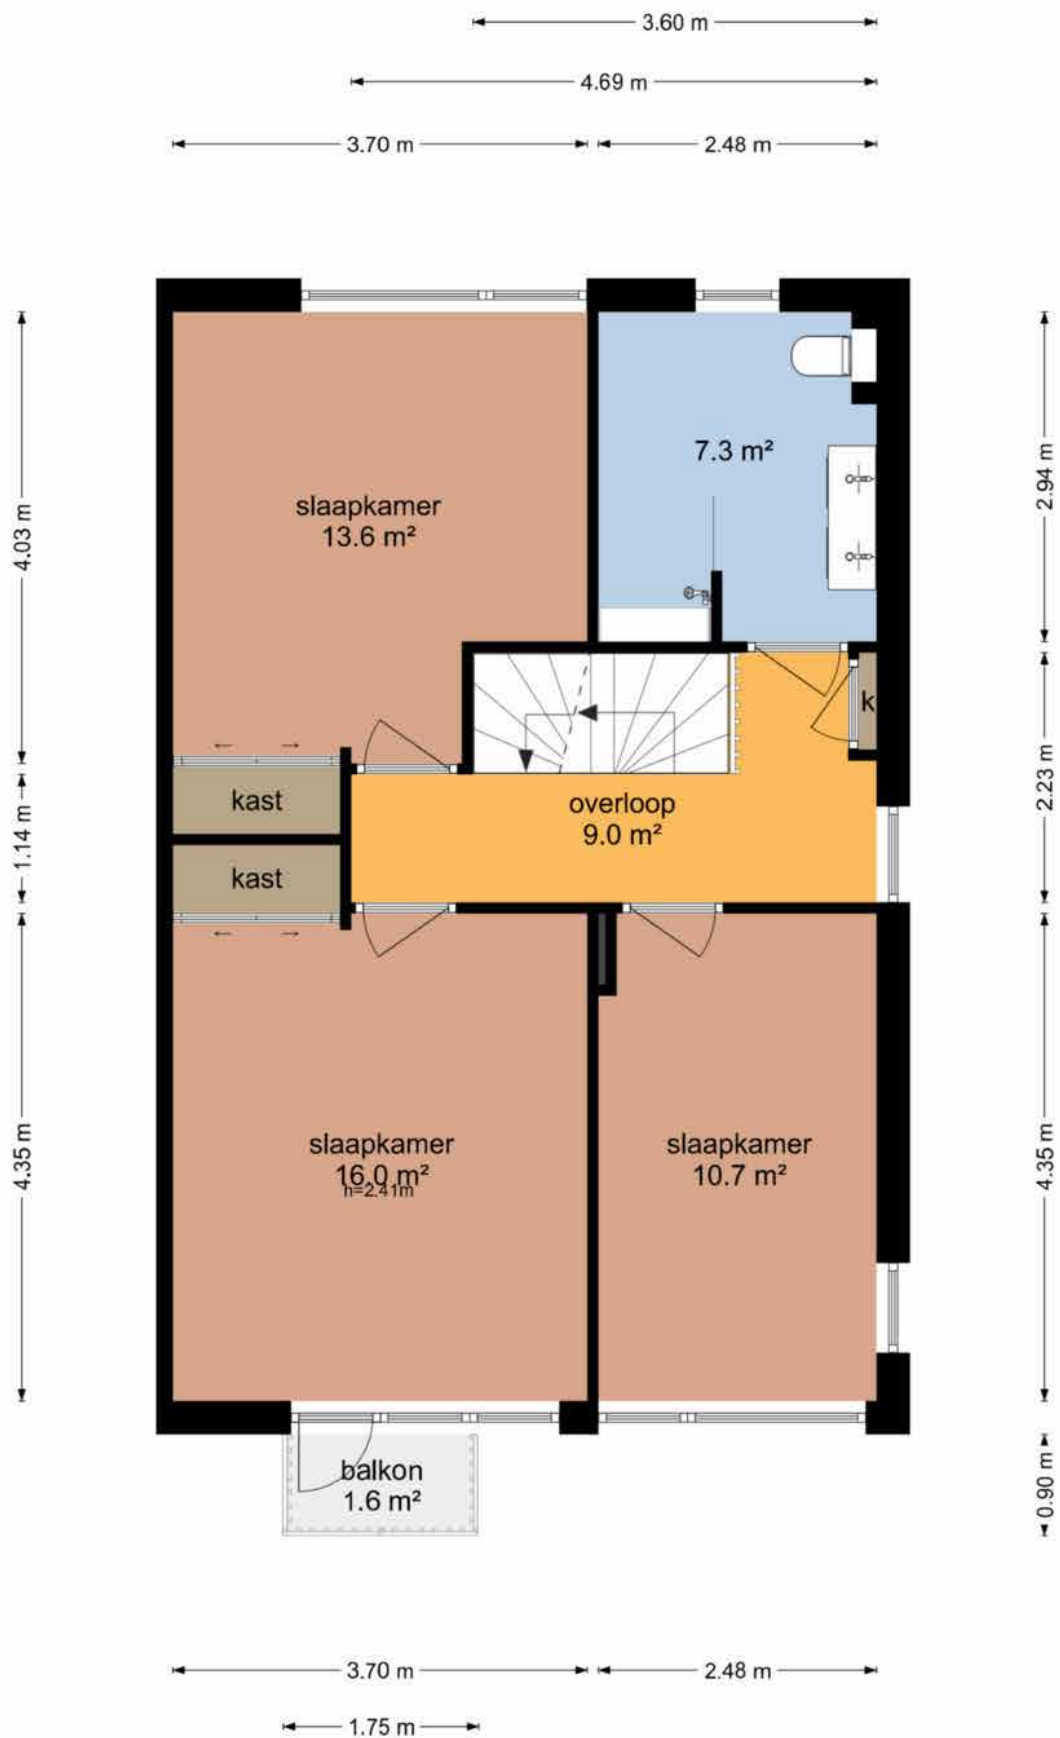 3.60 m
4.69 m
3.70 m
2.48 m
4.03 m
2.94 m
7.3 m²
slaapkamer
13.6 m²
k
kast
overloop
9.0 m²
2.23 m
1.14 m
kast
4.35 m
slaapkamer
16.0 m²
h=2.41m
slaapkamer
10.7 m²
4.35 m
balkon
1.6 m²
0.90 m
3.70 m
2.48 m
1.75 m